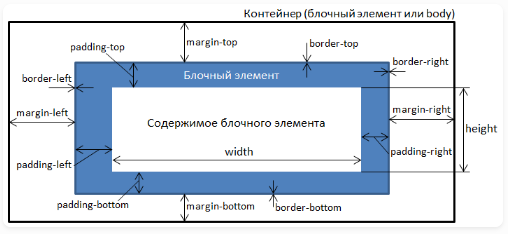 Контейнер (блочный элемент или body)
margin-top
padding-top
border-top
border-left
Блочный элемент
border-right
margin-left
Содержимое блочного элемента
margin-right
height
width
padding-left
padding-right
padding-bottom
margin-bottom
border-bottom